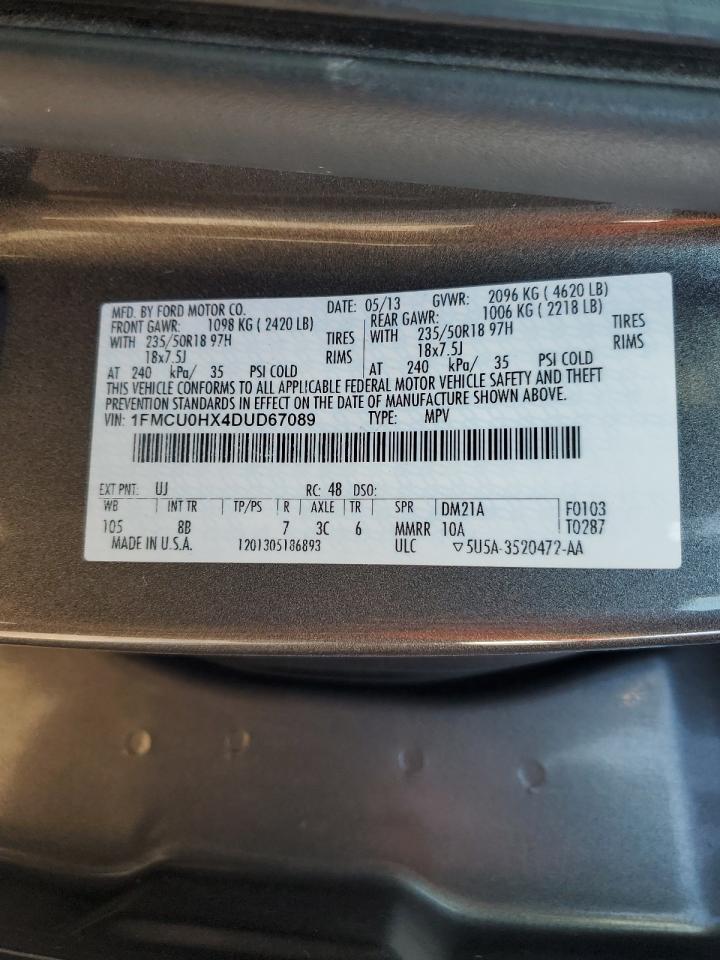 MFD. BY FORD MOTOR CO. DATE: 05/13 GVWR: 2096 KG ( 4620 LB)
FRONT GAWR: 1098 KG ( 2420 LB) REAR GAWR: 1006 KG ( 2218 LB)
WITH 235/50R18 97H TIRES WITH 235/50R18 97H TIRES
18x7.5J RIMS 18x7.5J RIMS
AT 240 kPa/ 35 PSI COLD AT 240 kPa/ 35 PSI COLD
THIS VEHICLE CONFORMS TO ALL APPLICABLE FEDERAL MOTOR VEHICLE SAFETY AND THEFT
PREVENTION STANDARDS IN EFFECT ON THE DATE OF MANUFACTURE SHOWN ABOVE.
VIN: 1FMCU0HX4DUD67089 TYPE: MPV
EXT PNT: UJ RC: 48 DSO:
WB INT TR TP/PS R AXLE TR SPR DM21A F0103
105 8B 7 3C 6 MMRR 10A T0287
MADE IN U.S.A. 1201305186893 ULC ▽5U5A-3520472-AA